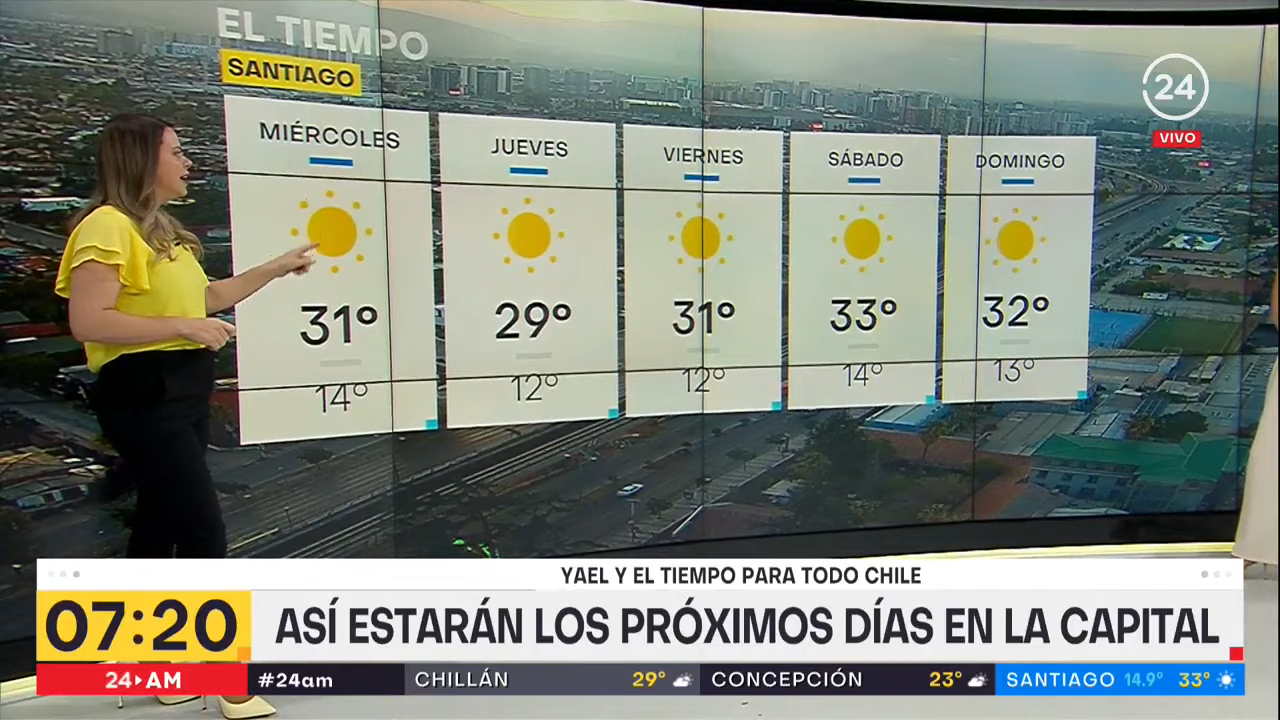 EL TIEMPO
SANTIAGO
24
VIVO
MIÉRCOLES
31°
14°
JUEVES
29°
12°
VIERNES
31°
12°
SÁBADO
33°
14°
DOMINGO
32°
13°
YAEL Y EL TIEMPO PARA TODO CHILE
07:20
ASÍ ESTARÁN LOS PRÓXIMOS DÍAS EN LA CAPITAL
24 AM
#24am
CHILLÁN 29°
CONCEPCIÓN 23°
SANTIAGO 14.9° 33°